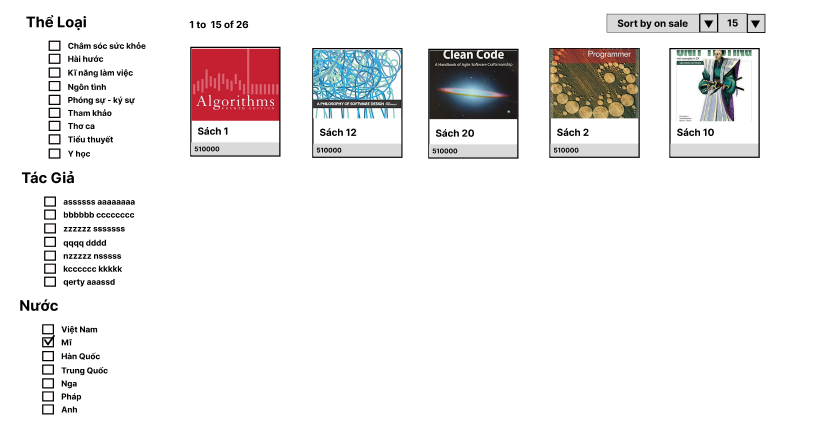 Thể Loại
Châm sóc sức khỏe
Hài hước
Kĩ năng làm việc
Ngôn tình
Phóng sự - ký sự
Tham khảo
Thơ ca
Tiểu thuyết
Y học
Tác Giả
assssss aaaaaaaa
bbbbbb cccccccc
zzzzzz sssssss
qqqq dddd
nzzzzz nsssss
kcccccc kkkkk
qerty aaassd
Nước
Việt Nam
Mĩ
Hàn Quốc
Trung Quốc
Nga
Pháp
Anh
1 to 15 of 26
Sort by on sale
15
Algorithms
FOURTH EDITION
Sách 1
510000
A PHILOSOPHY OF SOFTWARE DESIGN
Sách 12
510000
Clean Code
A Handbook of Agile Software Craftsmanship
Sách 20
510000
Programmer
Sách 2
510000
Sách 10